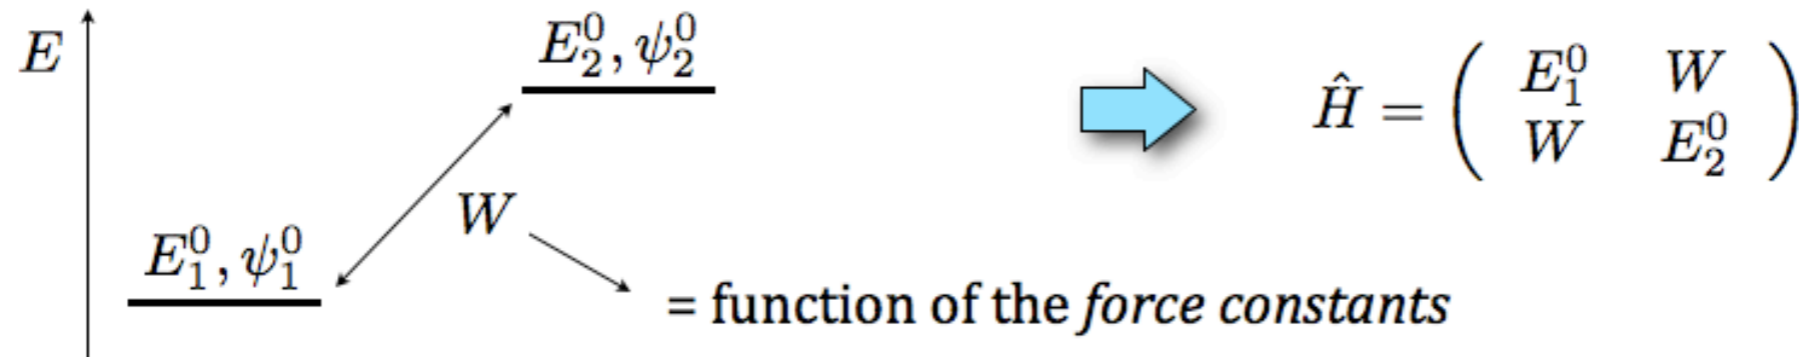 E
E₂⁰, ψ₂⁰
Ĥ = ( E₁⁰ W
W E₂⁰ )
W
E₁⁰, ψ₁⁰
= function of the force constants